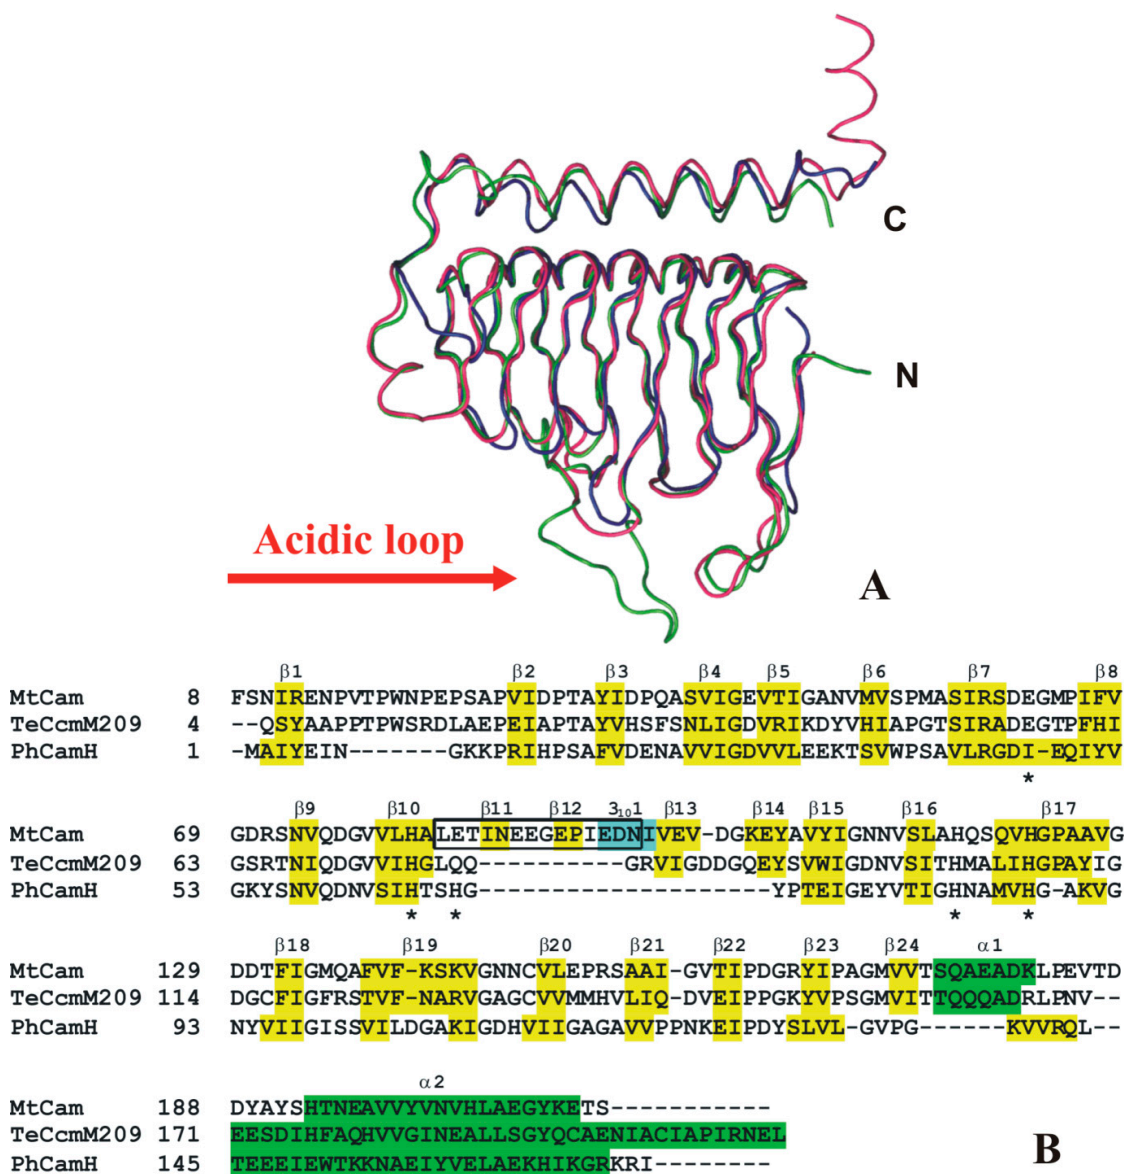 C
N
Acidic loop
A
β1 β2 β3 β4 β5 β6 β7 β8
MtCam 8 FSNIRENPVTPWNPEPSAPVIDPTAYIDPQASVIGEVTIGANVMVSPMASIRSDEGMPIFV
TeCcmM209 4 --QSYAAPPTPWSRDLAEPEIAPTAYVHSFSNLIGDVRIKDYVHIAPGTSIRADEGTPFHI
PhCamH 1 -MAIYEIN-------GKKPRIHPSAFVDENAVVIGDVVLEEKTSVWPSAVLRGDI-EQIYV
*
β9 β10 β11 β12 3₁₀1 β13 β14 β15 β16 β17
MtCam 69 GDRSNVQDGVVLHALETINEEGEPIEDNIVEV-DGKEYAVYIGNNVSLAHQSQVHGPAAVG
TeCcmM209 63 GSRTNIQDGVVIHGLQQ----------GRVIGDDGQEYSVWIGDNVSITHMALIHGPAYIG
PhCamH 53 GKYSNVQDNVSIHTSHG--------------------YPTEIGEYVTIGHNAMVHG-AKVG
* * * *
β18 β19 β20 β21 β22 β23 β24 α1
MtCam 129 DDTFIGMQAFVF-KSKVGNNCVLEPRSAAI-GVTIPDGRYIPAGMVVTSQAEADKLPEVTD
TeCcmM209 114 DGCFIGFRSTVF-NARVGAGCVVMMHVLIQ-DVEIPPGKYVPSGMVITTQQQADRLPNV--
PhCamH 93 NYVIIGISSVILDGAKIGDHVIIGAGAVVPPNKEIPDYSLVL-GVPG------KVVRQL--
α2
MtCam 188 DYAYSHTNEAVVYVNVHLAEGYKETS-----------
TeCcmM209 171 EESDIHFAQHVVGINEALLSGYQCAENIACIAPIRNEL
PhCamH 145 TEEEIEWTKKNAEIYVELAEKHIKGRKRI--------
B